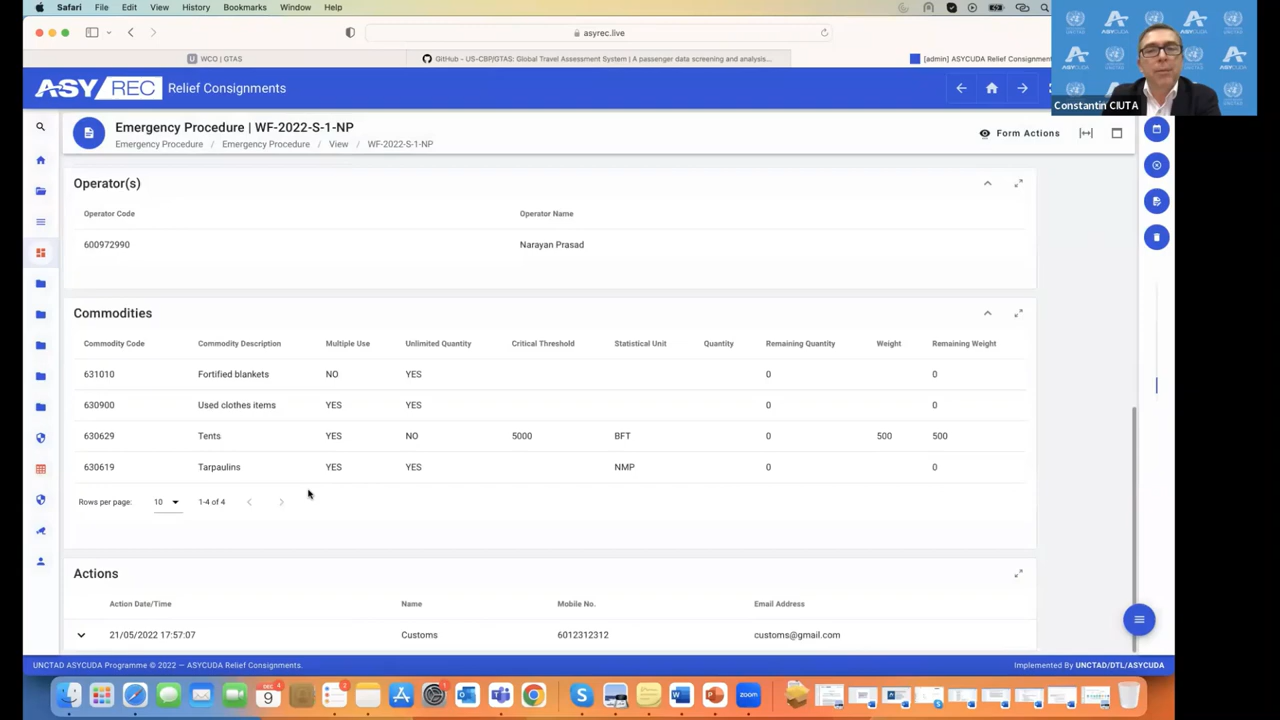 Safari File Edit View History Bookmarks Window Help
asyrec.live
WCO | GTAS
GitHub - US-CBP/GTAS: Global Travel Assessment System | A passenger data screening and analysis...
[admin] ASYCUDA Relief Consignment
ASYREC Relief Consignments
Constantin CIUTA
Emergency Procedure | WF-2022-S-1-NP
Form Actions
Emergency Procedure / Emergency Procedure / View / WF-2022-S-1-NP
Operator(s)
Operator Code Operator Name
600972990 Narayan Prasad
Commodities
Commodity Code Commodity Description Multiple Use Unlimited Quantity Critical Threshold Statistical Unit Quantity Remaining Quantity Weight Remaining Weight
631010 Fortified blankets NO YES 0 0
630900 Used clothes items YES YES 0 0
630629 Tents YES NO 5000 BFT 0 500 500
630619 Tarpaulins YES YES NMP 0 0
Rows per page: 10 1-4 of 4
Actions
Action Date/Time Name Mobile No. Email Address
21/05/2022 17:57:07 Customs 6012312312 customs@gmail.com
UNCTAD ASYCUDA Programme © 2022 — ASYCUDA Relief Consignments.
Implemented By UNCTAD/DTL/ASYCUDA
DEC 9
zoom